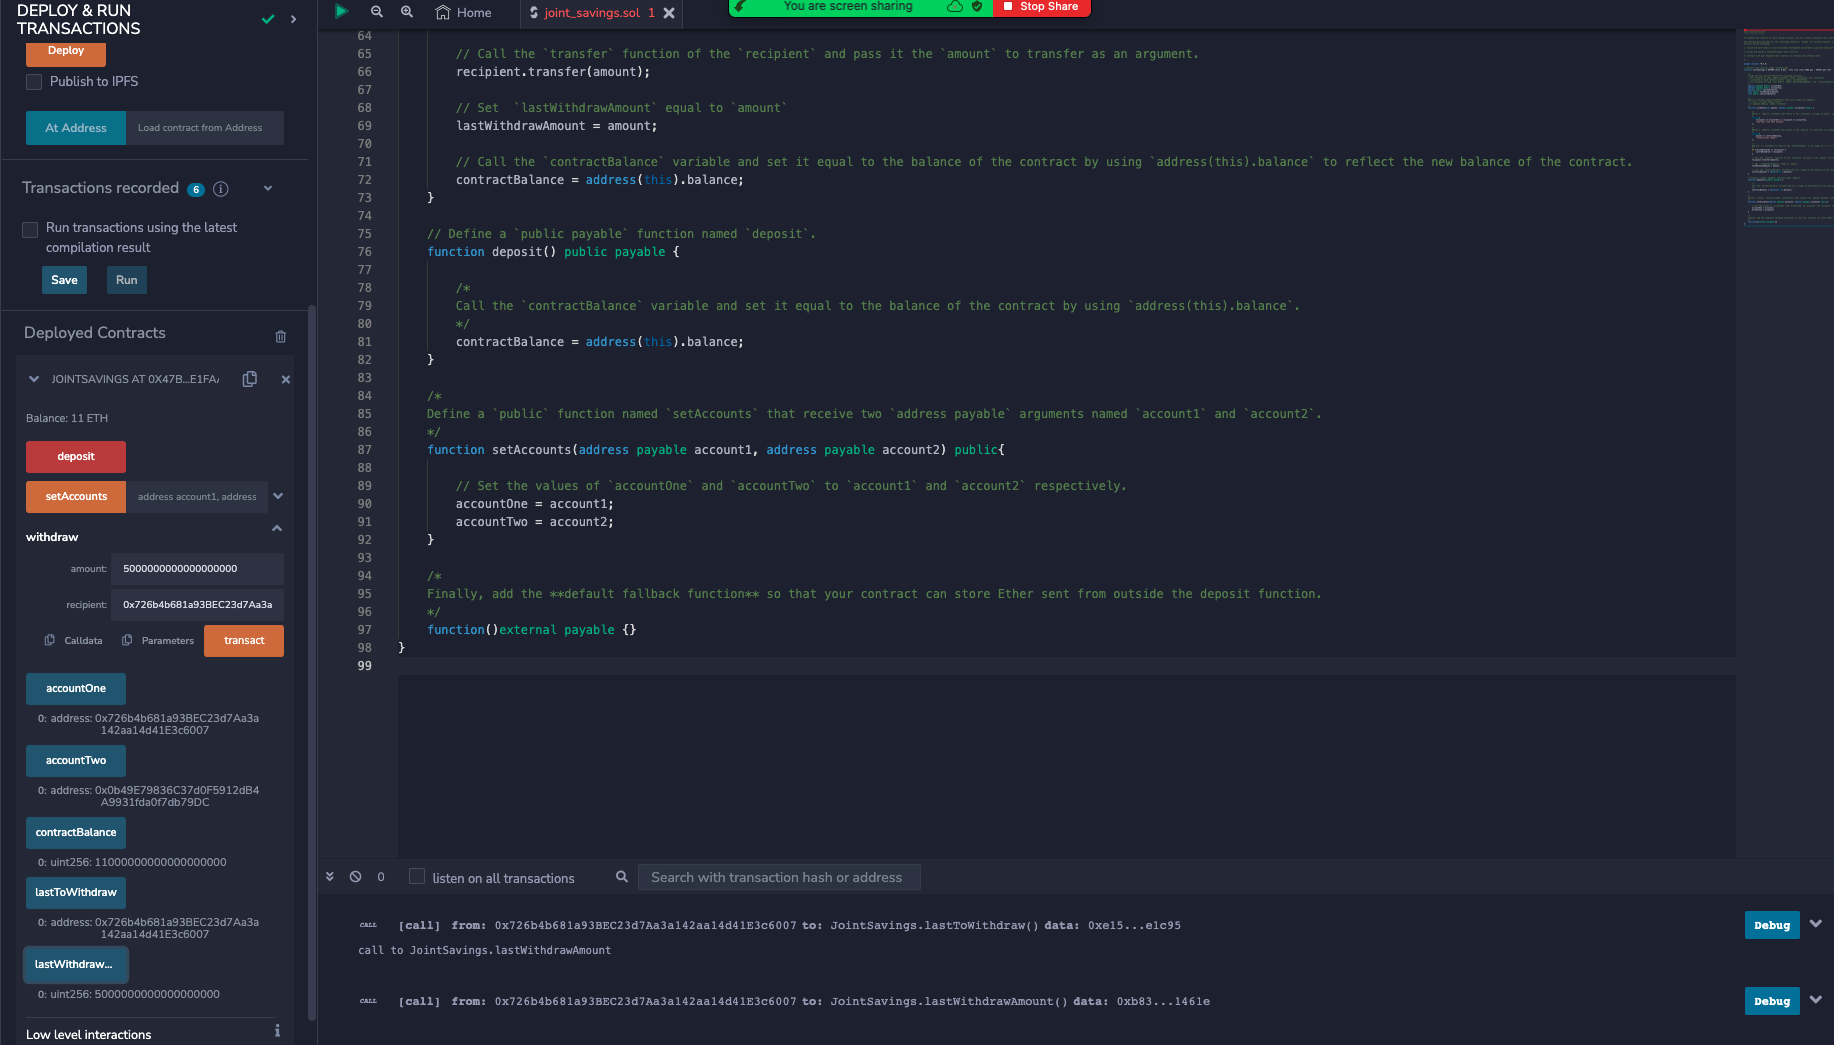 DEPLOY & RUN
TRANSACTIONS
Deploy
Publish to IPFS
At Address
Load contract from Address
Transactions recorded 6 i
Run transactions using the latest
compilation result
Save
Run
Deployed Contracts
JOINTSAVINGS AT 0X47B...E1FA
Balance: 11 ETH
deposit
setAccounts
address account1, address
withdraw
amount:
5000000000000000000
recipient:
0x726b4b681a93BEC23d7Aa3a
Calldata
Parameters
transact
accountOne
0: address: 0x726b4b681a93BEC23d7Aa3a
142aa14d41E3c6007
accountTwo
0: address: 0x0b49E79836C37d0F5912dB4
A9931fda0f7db79DC
contractBalance
0: uint256: 11000000000000000000
lastToWithdraw
0: address: 0x726b4b681a93BEC23d7Aa3a
142aa14d41E3c6007
lastWithdraw...
0: uint256: 5000000000000000000
Low level interactions
i
Home
joint_savings.sol 1
You are screen sharing
Stop Share
64
65 // Call the `transfer` function of the `recipient` and pass it the `amount` to transfer as an argument.
66 recipient.transfer(amount);
67
68 // Set  `lastWithdrawAmount` equal to `amount`
69 lastWithdrawAmount = amount;
70
71 // Call the `contractBalance` variable and set it equal to the balance of the contract by using `address(this).balance` to reflect the new balance of the contract.
72 contractBalance = address(this).balance;
73 }
74
75 // Define a `public payable` function named `deposit`.
76 function deposit() public payable {
77
78 /*
79 Call the `contractBalance` variable and set it equal to the balance of the contract by using `address(this).balance`.
80 */
81 contractBalance = address(this).balance;
82 }
83
84 /*
85 Define a `public` function named `setAccounts` that receive two `address payable` arguments named `account1` and `account2`.
86 */
87 function setAccounts(address payable account1, address payable account2) public{
88
89 // Set the values of `accountOne` and `accountTwo` to `account1` and `account2` respectively.
90 accountOne = account1;
91 accountTwo = account2;
92 }
93
94 /*
95 Finally, add the **default fallback function** so that your contract can store Ether sent from outside the deposit function.
96 */
97 function()external payable {}
98 }
99
0
listen on all transactions
Search with transaction hash or address
CALL [call] from: 0x726b4b681a93BEC23d7Aa3a142aa14d41E3c6007 to: JointSavings.lastToWithdraw() data: 0xe15...e1c95
Debug
call to JointSavings.lastWithdrawAmount
CALL [call] from: 0x726b4b681a93BEC23d7Aa3a142aa14d41E3c6007 to: JointSavings.lastWithdrawAmount() data: 0xb83...1461e
Debug